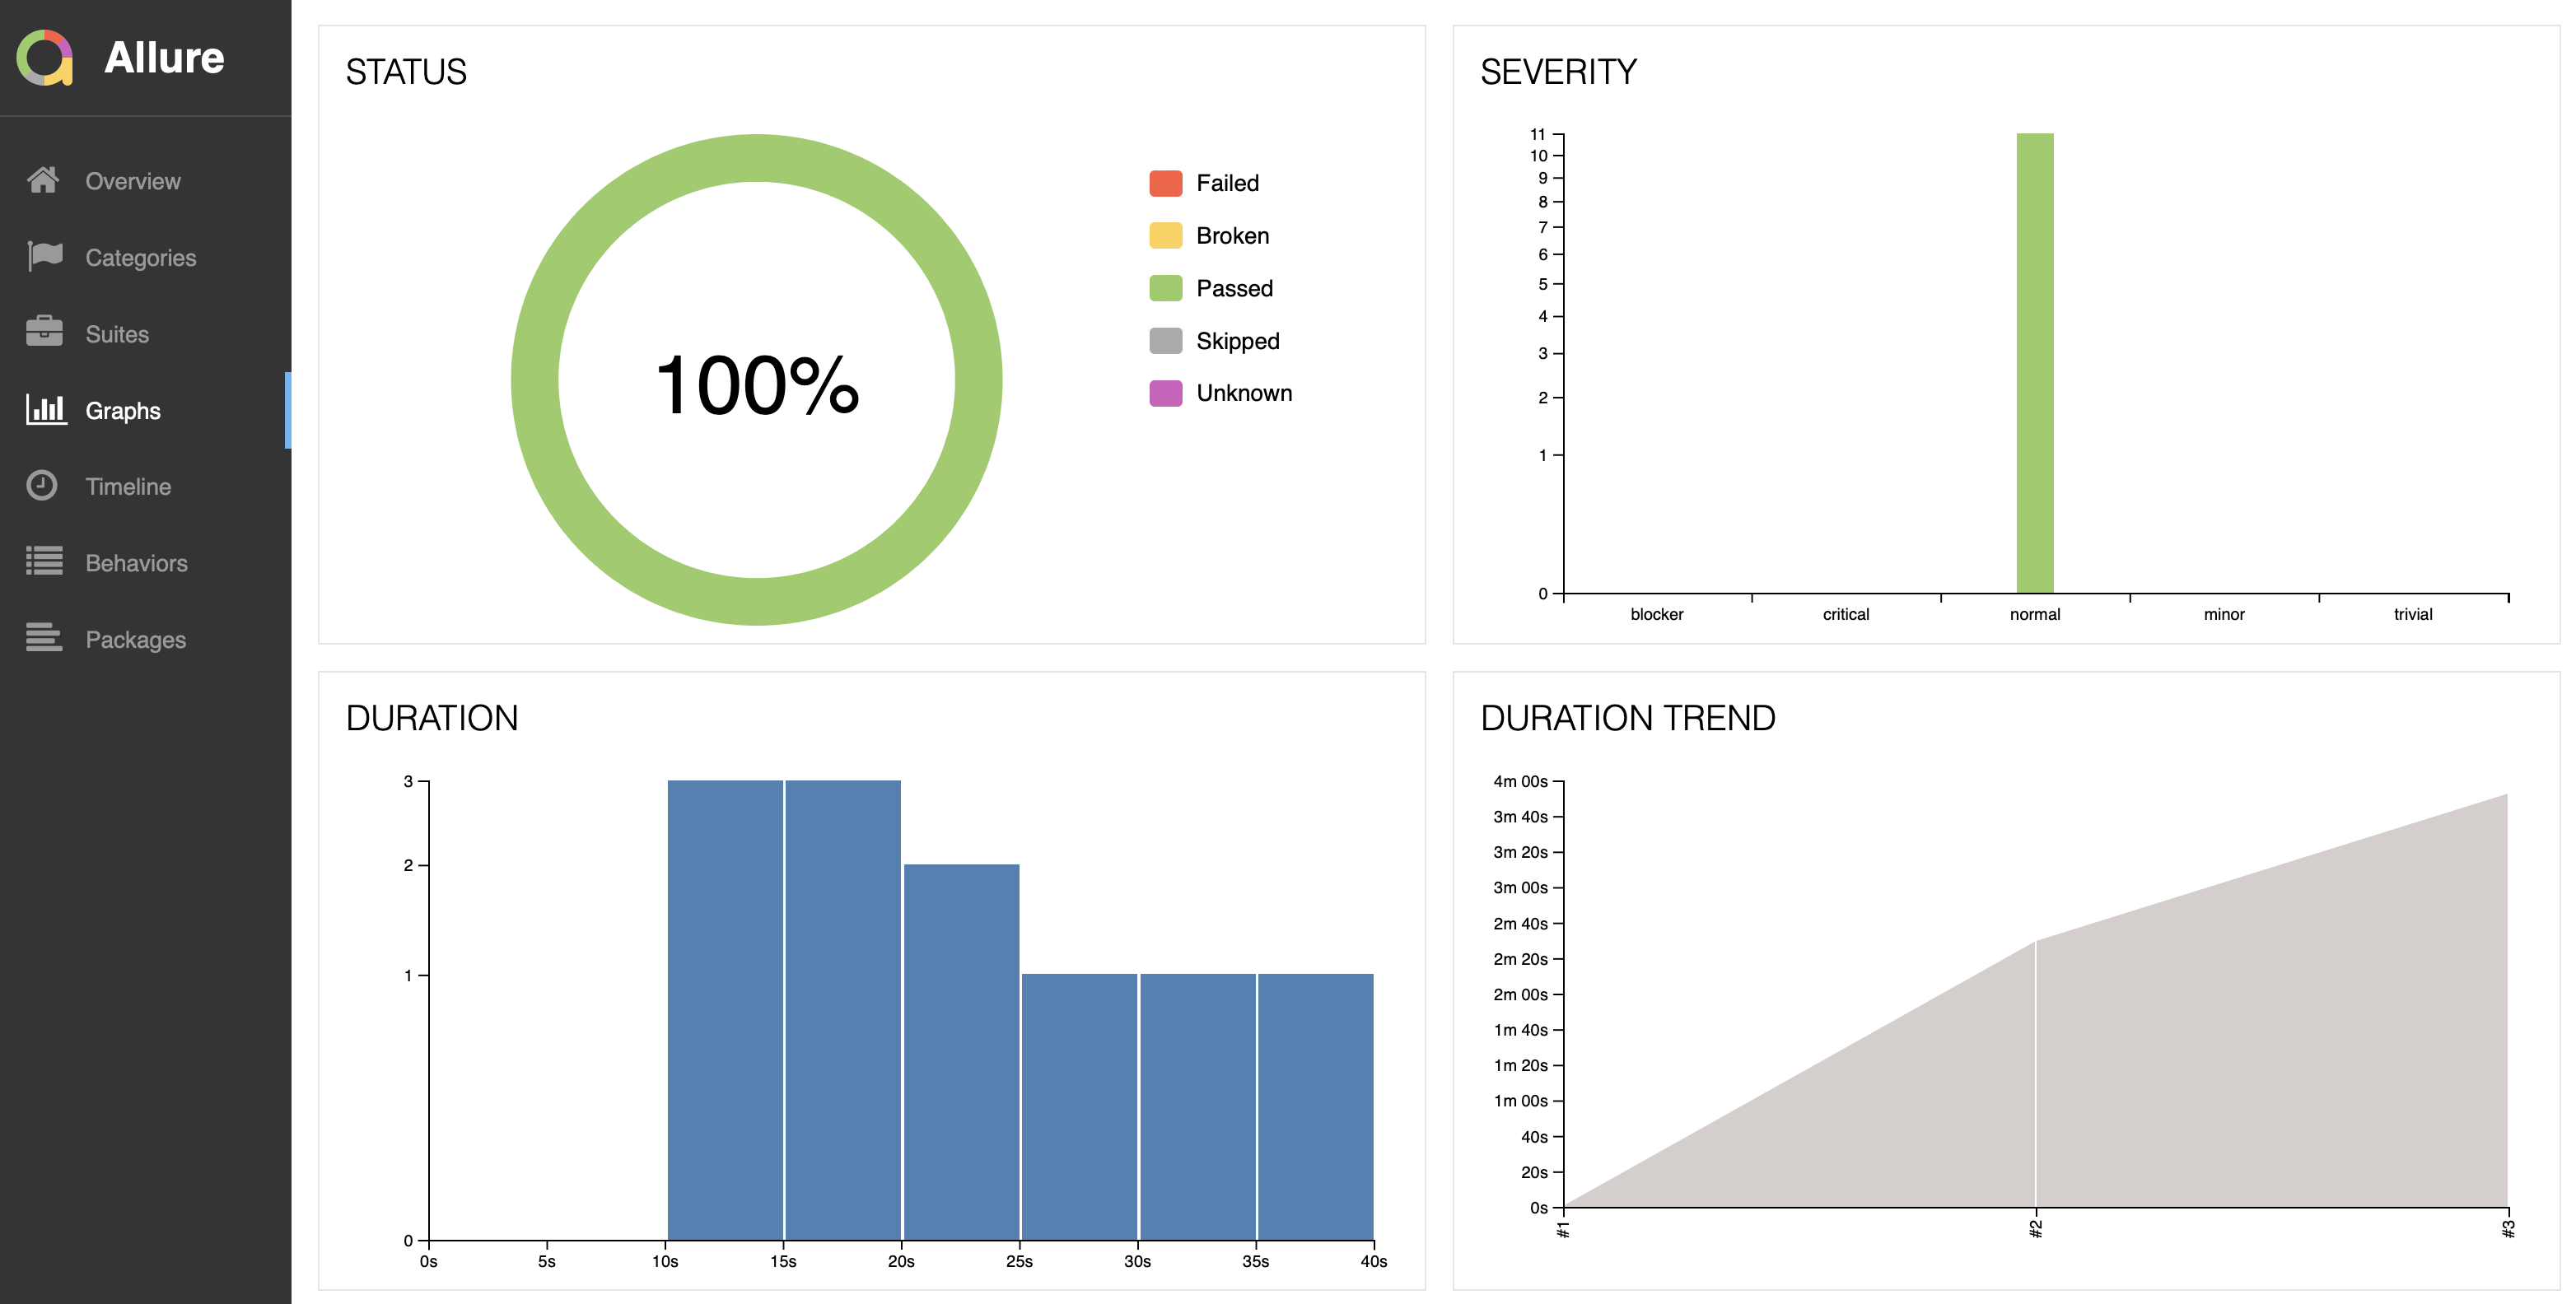 Allure
Overview
Categories
Suites
Graphs
Timeline
Behaviors
Packages
STATUS
100%
Failed
Broken
Passed
Skipped
Unknown
SEVERITY
11
10
9
8
7
6
5
4
3
2
1
0
blocker critical normal minor trivial
DURATION
3
2
1
0
0s 5s 10s 15s 20s 25s 30s 35s 40s
DURATION TREND
4m 00s
3m 40s
3m 20s
3m 00s
2m 40s
2m 20s
2m 00s
1m 40s
1m 20s
1m 00s
40s
20s
0s
#1 #2 #3